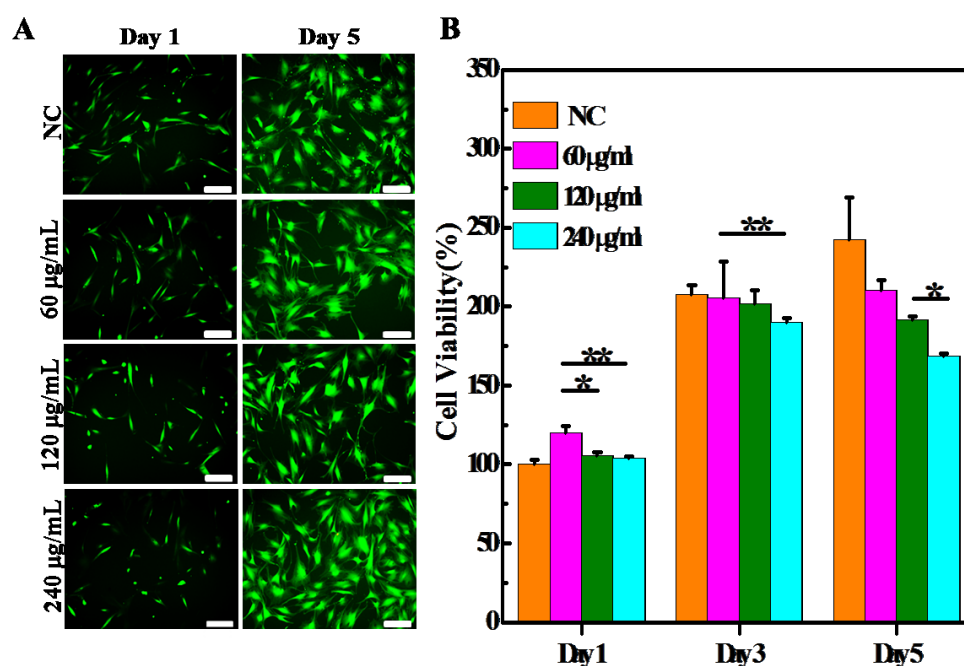 A
Day 1
Day 5
NC
60 μg/mL
120 μg/mL
240 μg/mL
B
Cell Viability(%)
350
300
250
200
150
100
50
0
NC
60μg/ml
120μg/ml
240μg/ml
**
*
**
*
Day1
Day3
Day5